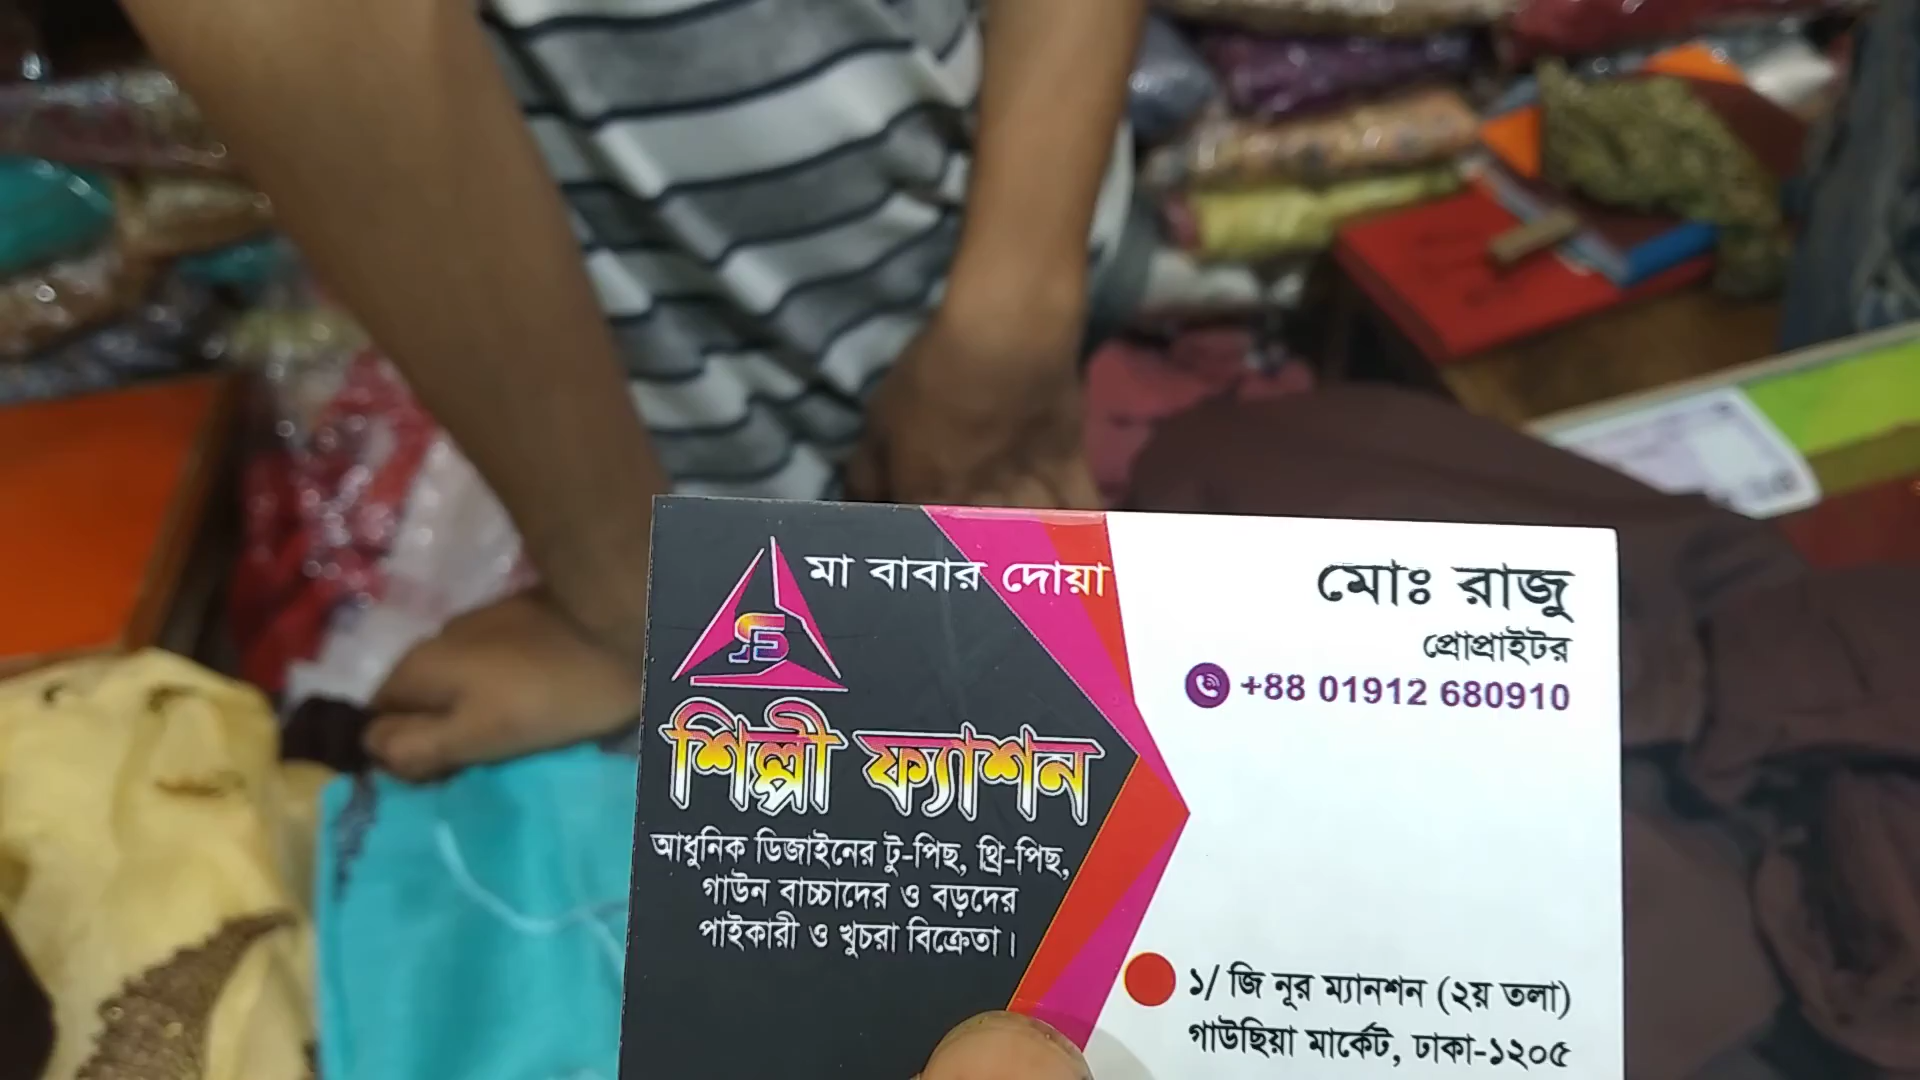 মা বাবার দোয়া
শিল্পী ফ্যাশন
আধুনিক ডিজাইনের টু-পিছ, থ্রি-পিছ,
গাউন বাচ্চাদের ও বড়দের
পাইকারী ও খুচরা বিক্রেতা।
মোঃ রাজু
প্রোপ্রাইটর
+88 01912 680910
১/ জি নূর ম্যানশন (২য় তলা)
গাউছিয়া মার্কেট, ঢাকা-১২০৫